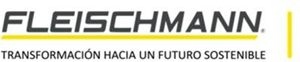 FLEISCHMANN®
TRANSFORMACIÓN HACIA UN FUTURO SOSTENIBLE